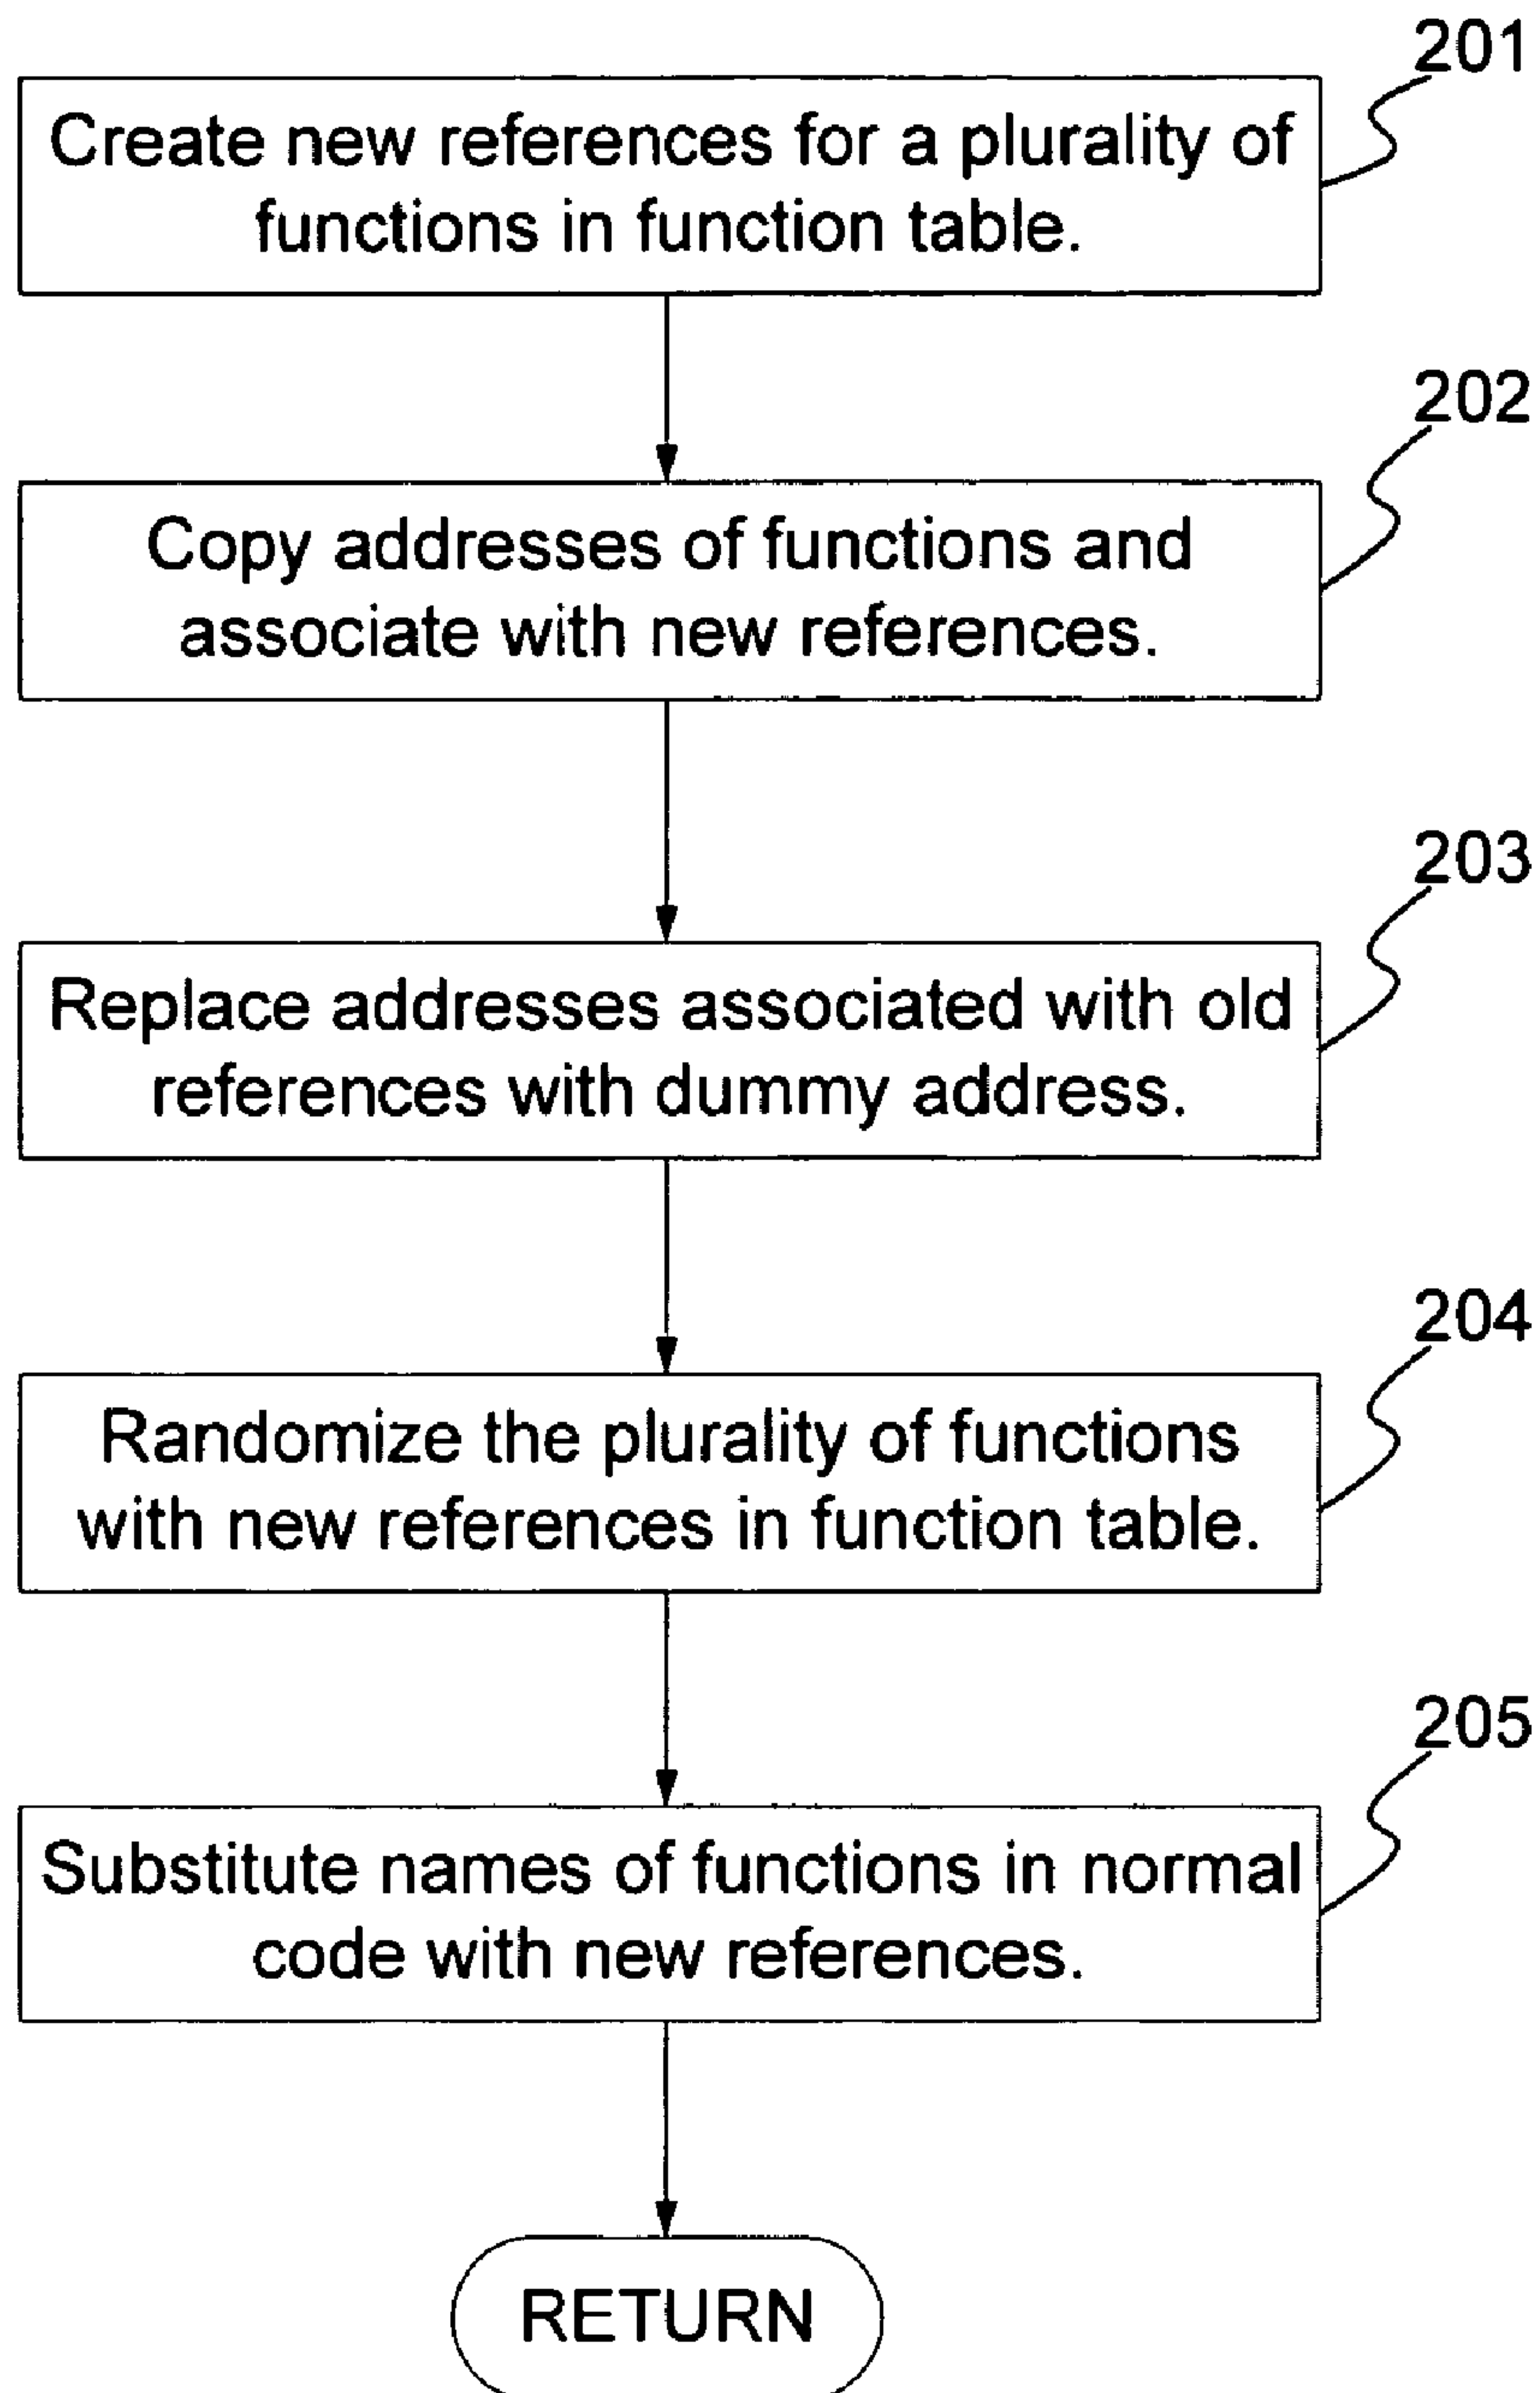 201
Create new references for a plurality of
functions in function table.
202
Copy addresses of functions and
associate with new references.
203
Replace addresses associated with old
references with dummy address.
204
Randomize the plurality of functions
with new references in function table.
205
Substitute names of functions in normal
code with new references.
RETURN